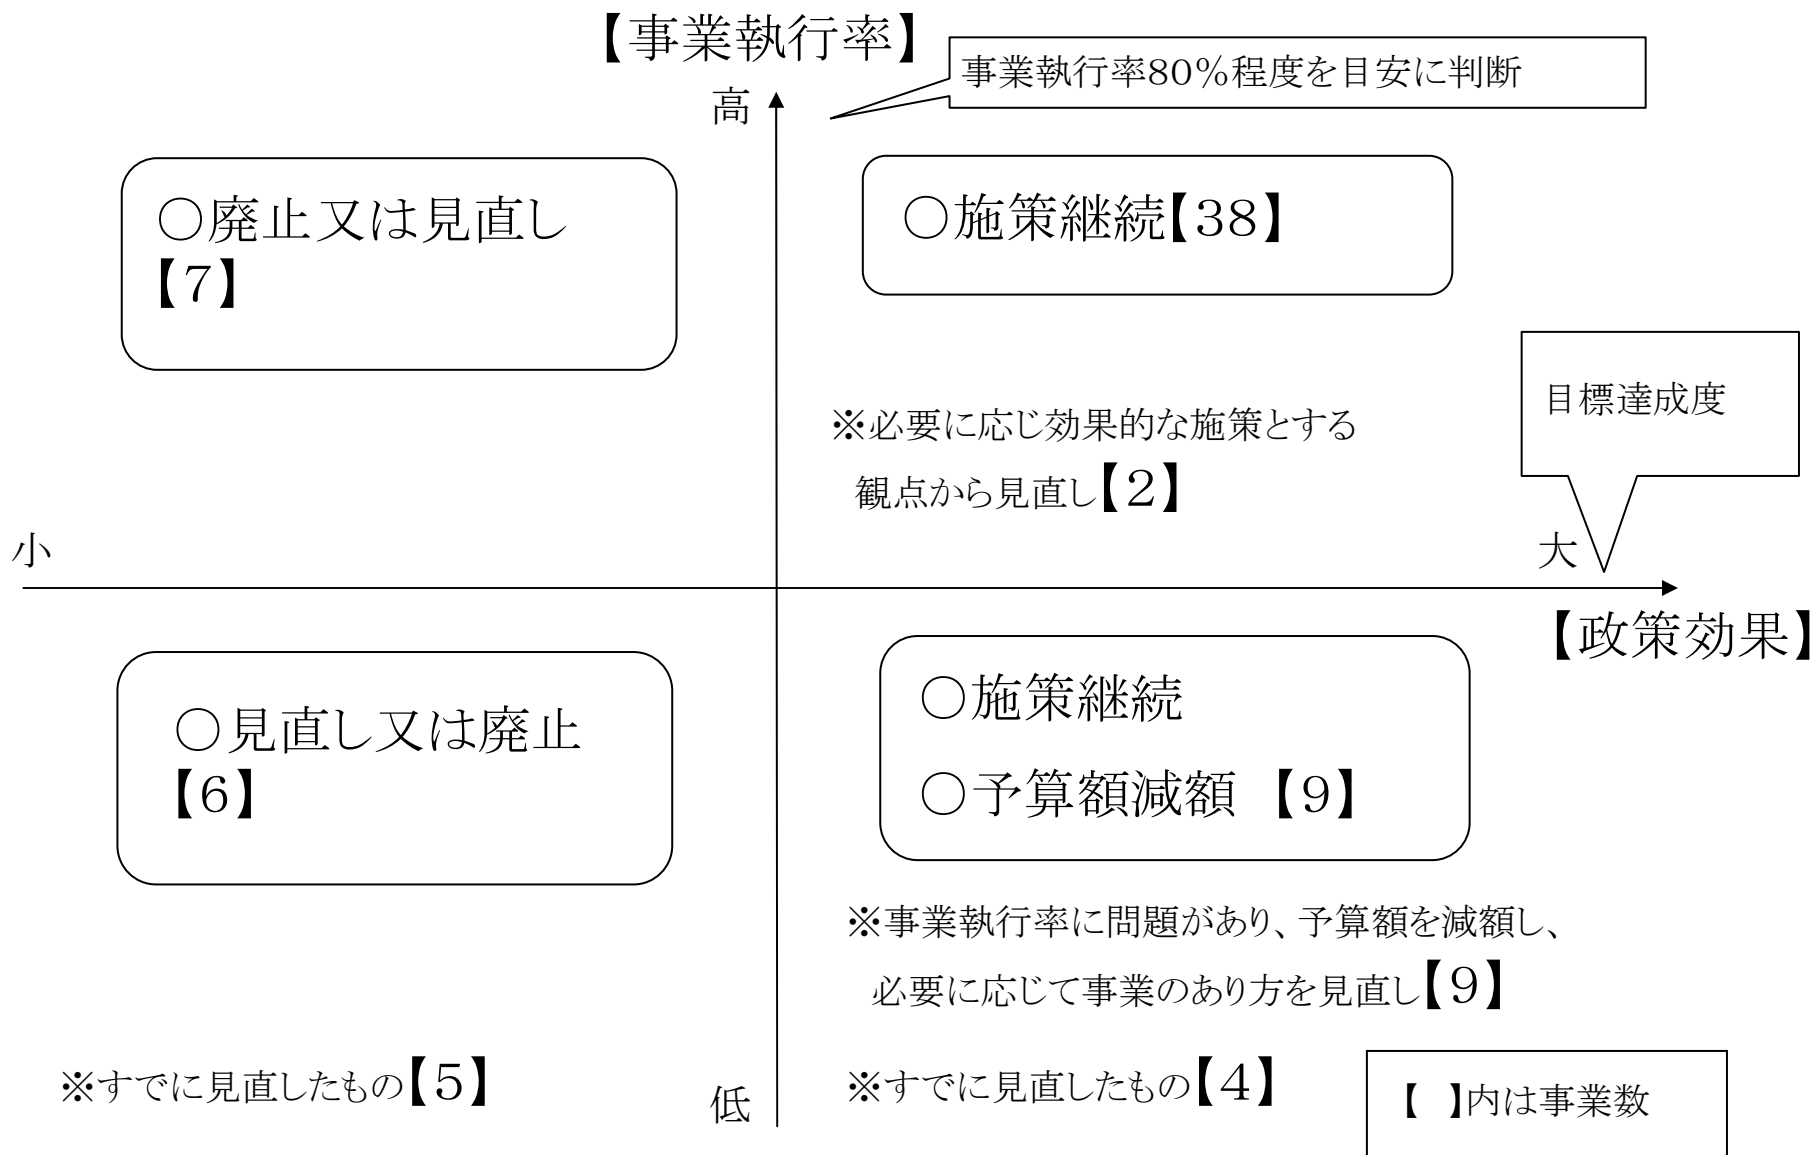 【事業執行率】
事業執行率80％程度を目安に判断
高
○廃止又は見直し
【7】
○施策継続【38】
目標達成度
※必要に応じ効果的な施策とする
観点から見直し【2】
小
大
【政策効果】
○見直し又は廃止
【6】
○施策継続
○予算額減額 【9】
※事業執行率に問題があり、予算額を減額し、
必要に応じて事業のあり方を見直し【9】
※すでに見直したもの【5】
低
※すでに見直したもの【4】
【 】内は事業数